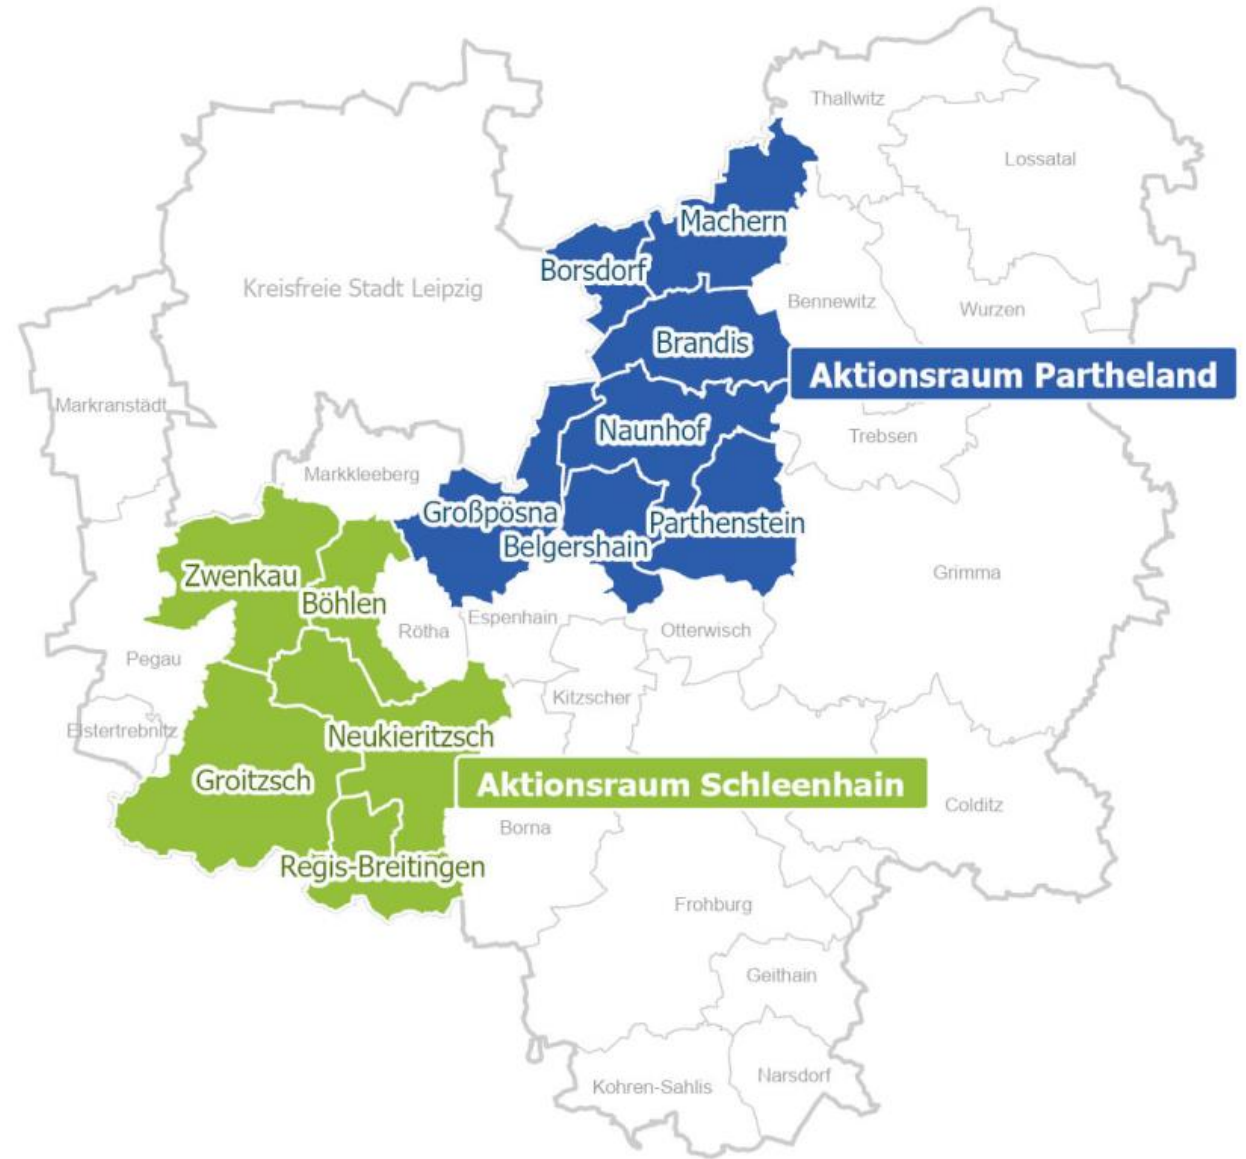 Thallwitz
Lossatal
Machern
Borsdorf
Kreisfreie Stadt Leipzig
Bennewitz
Wurzen
Brandis
Aktionsraum Partheland
Markranstädt
Naunhof
Trebsen
Markkleeberg
Großpösna
Parthenstein
Belgershain
Zwenkau
Grimma
Böhlen
Espenhain
Rötha
Otterwisch
Pegau
Kitzscher
Elstertrebnitz
Neukieritzsch
Groitzsch
Aktionsraum Schleenhain
Colditz
Borna
Regis-Breitingen
Frohburg
Geithain
Narsdorf
Kohren-Sahlis